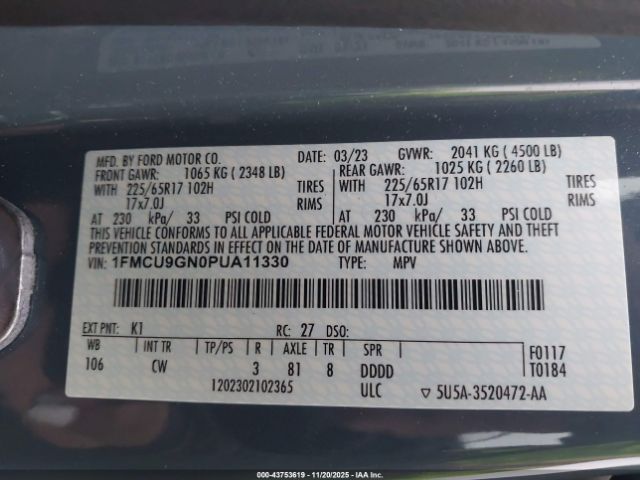 MFD. BY FORD MOTOR CO. DATE: 03/23 GVWR: 2041 KG ( 4500 LB)
FRONT GAWR: 1065 KG ( 2348 LB) REAR GAWR: 1025 KG ( 2260 LB)
WITH 225/65R17 102H TIRES WITH 225/65R17 102H TIRES
17x7.0J RIMS 17x7.0J RIMS
AT 230 kPa/ 33 PSI COLD AT 230 kPa/ 33 PSI COLD
THIS VEHICLE CONFORMS TO ALL APPLICABLE FEDERAL MOTOR VEHICLE SAFETY AND THEFT
PREVENTION STANDARDS IN EFFECT ON THE DATE OF MANUFACTURE SHOWN ABOVE.
VIN: 1FMCU9GN0PUA11330 TYPE: MPV
EXT PNT: K1 RC: 27 DSO:
WB INT TR TP/PS R AXLE TR SPR F0117
106 CW 3 81 8 DDDD T0184
1202302102365 ULC ▽ 5U5A-3520472-AA
000-43753619 | 11/20/2025 | IAA Inc.